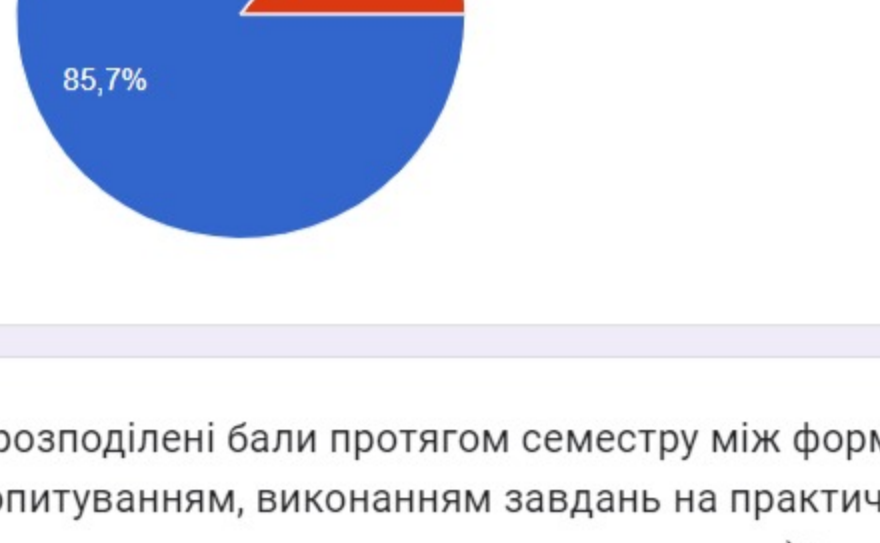 85,7%
розподілені бали протягом семестру між форм
опитуванням, виконанням завдань на практич